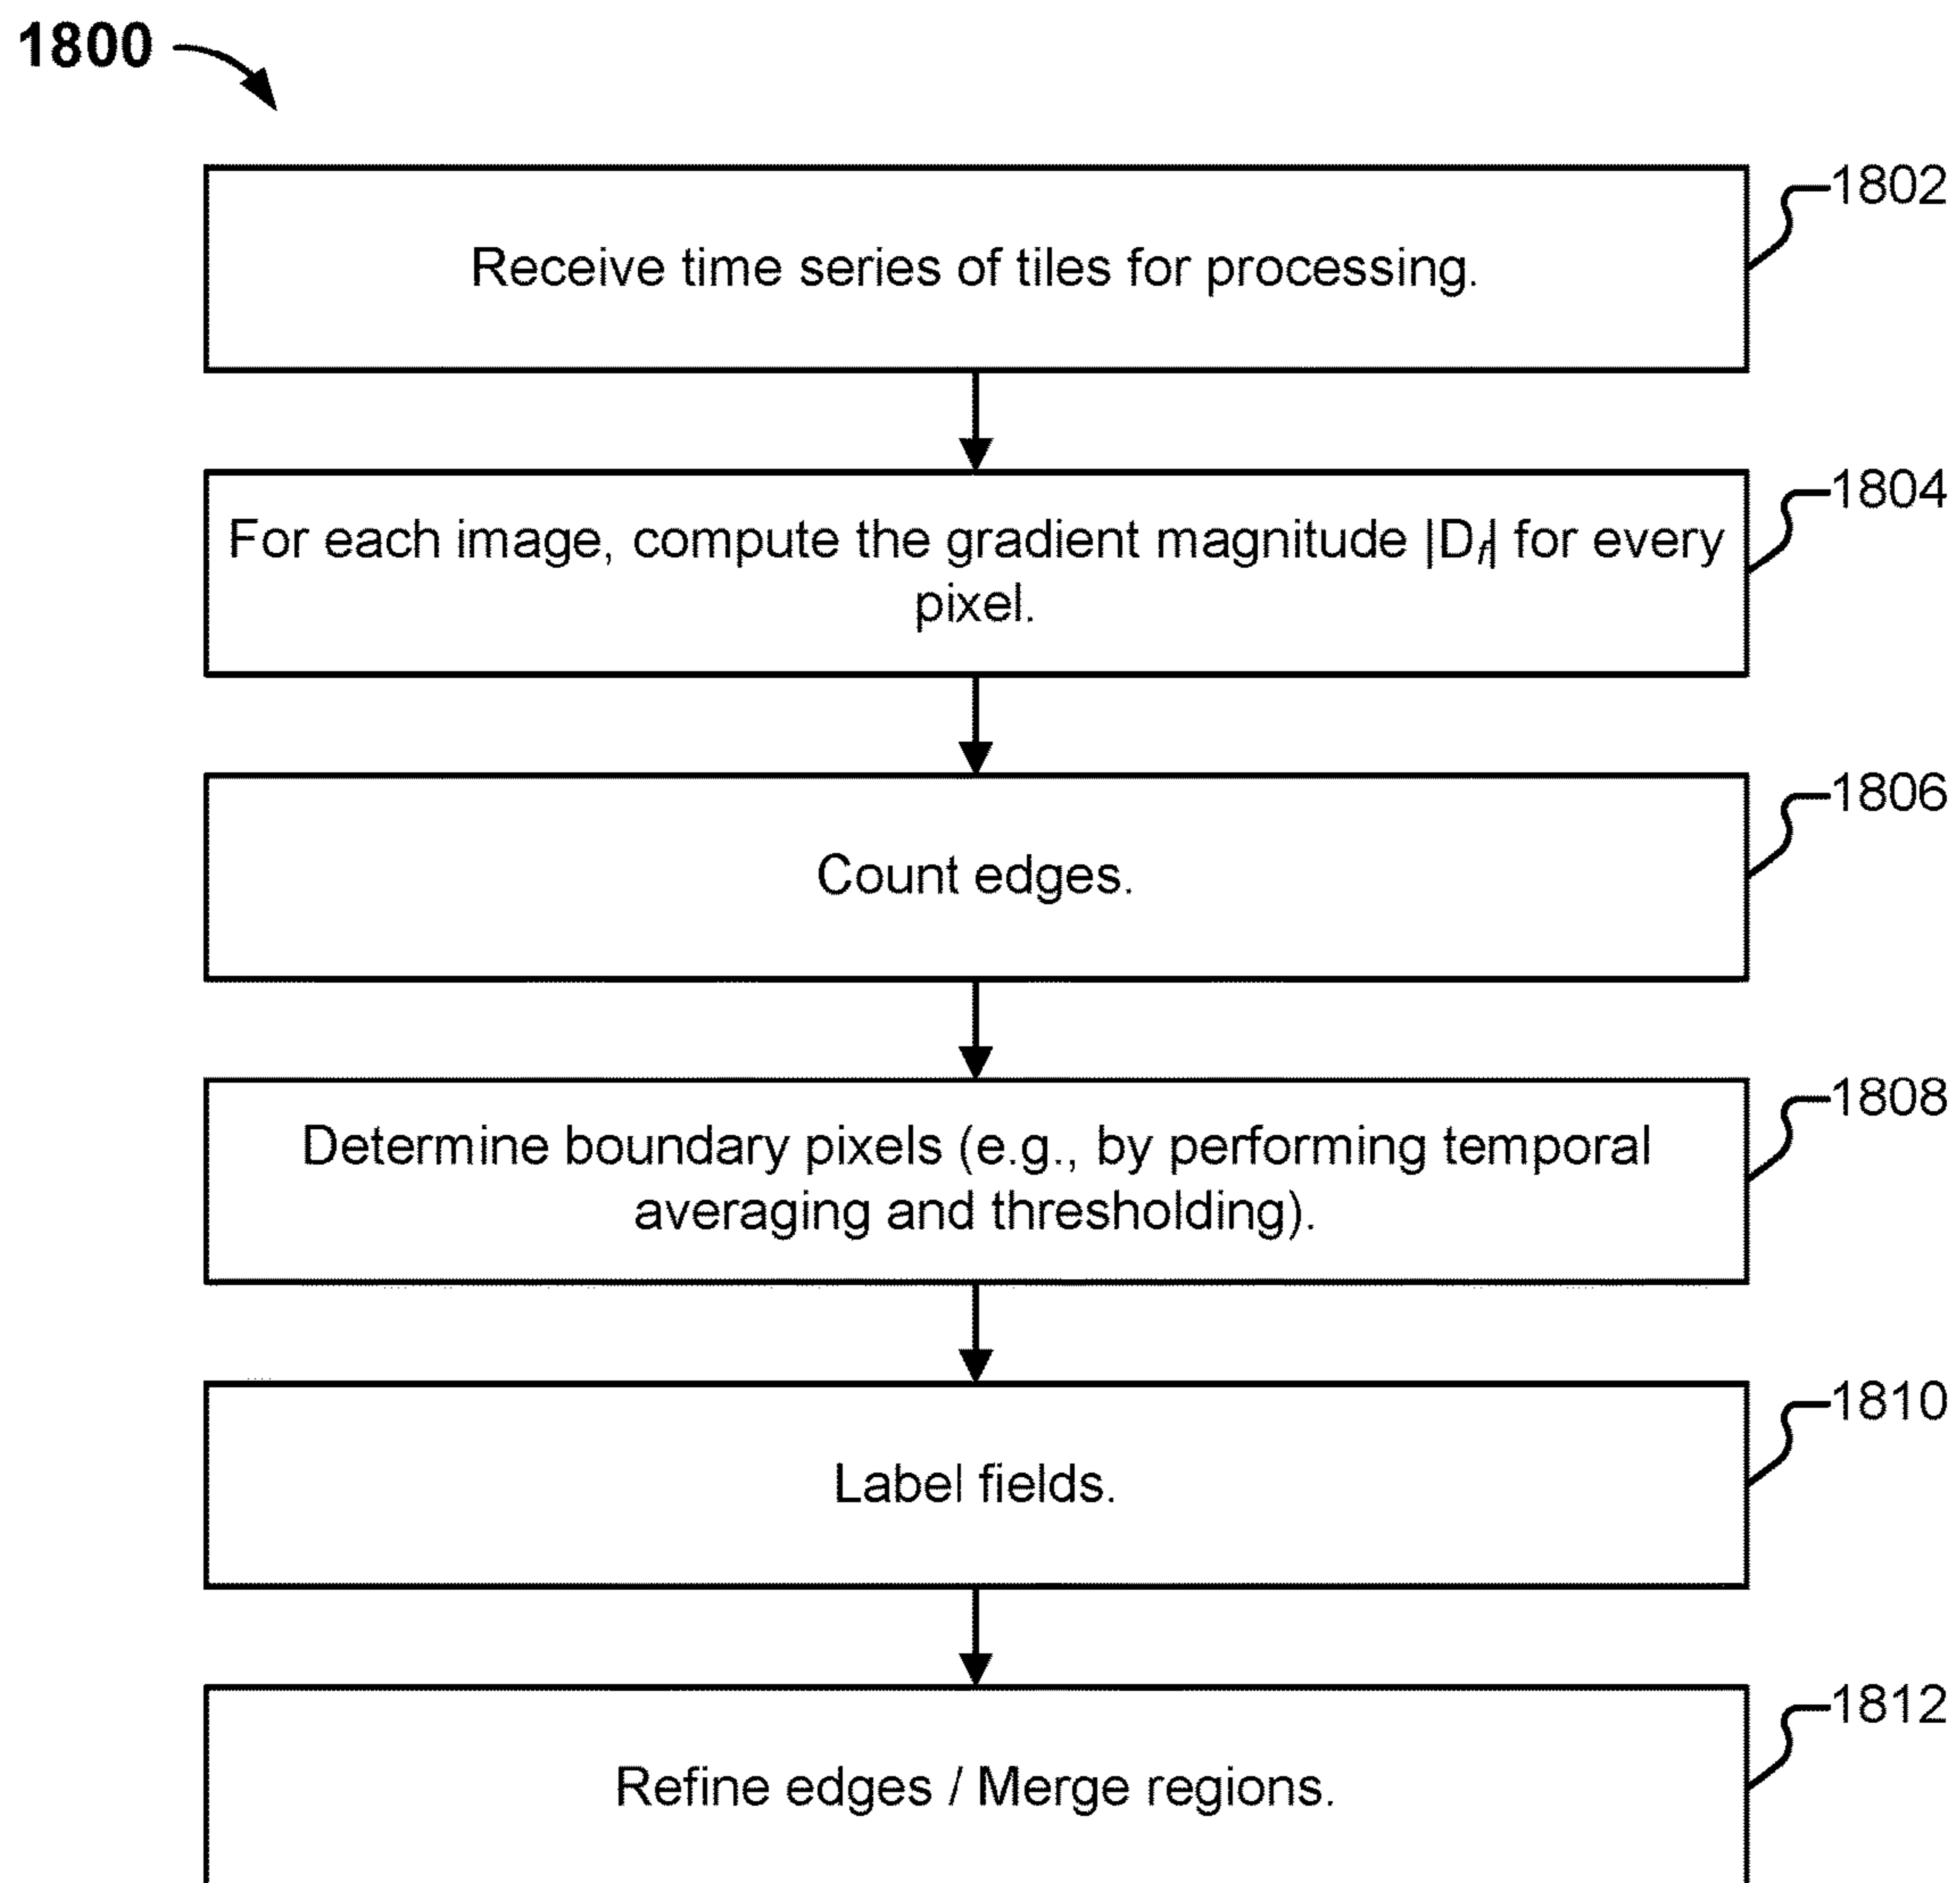 1800
1802
Receive time series of tiles for processing.
1804
For each image, compute the gradient magnitude |Df| for every
pixel.
1806
Count edges.
1808
Determine boundary pixels (e.g., by performing temporal
averaging and thresholding).
1810
Label fields.
1812
Refine edges / Merge regions.